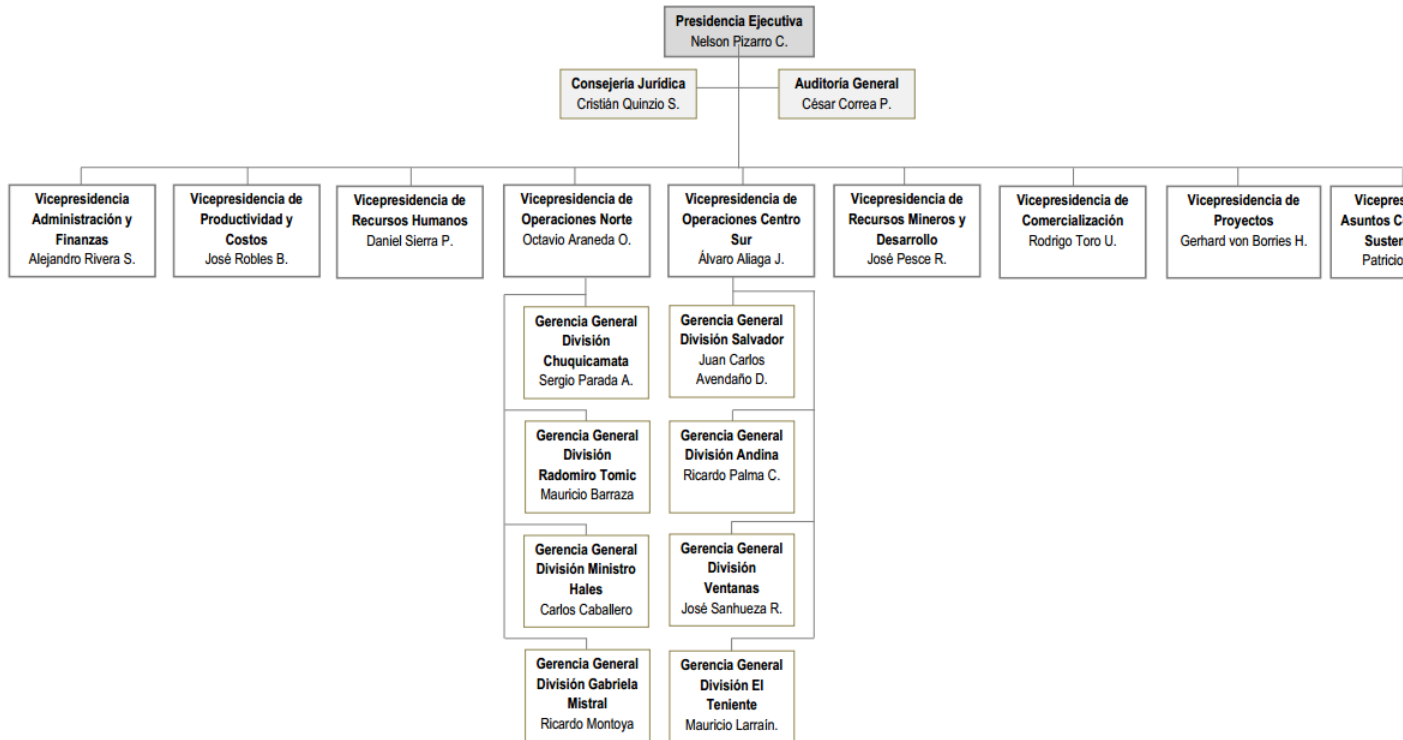 Presidencia Ejecutiva
Nelson Pizarro C.
Consejería Jurídica
Cristián Quinzio S.
Auditoría General
César Correa P.
Vicepresidencia
Administración y
Finanzas
Alejandro Rivera S.
Vicepresidencia de
Productividad y
Costos
José Robles B.
Vicepresidencia de
Recursos Humanos
Daniel Sierra P.
Vicepresidencia de
Operaciones Norte
Octavio Araneda O.
Vicepresidencia de
Operaciones Centro
Sur
Álvaro Aliaga J.
Vicepresidencia de
Recursos Mineros y
Desarrollo
José Pesce R.
Vicepresidencia de
Comercialización
Rodrigo Toro U.
Vicepresidencia de
Proyectos
Gerhard von Borries H.
Asuntos
Patricio
Gerencia General
División
Chuquicamata
Sergio Parada A.
Gerencia General
División Salvador
Juan Carlos
Avendaño D.
Gerencia General
División
Radomiro Tomic
Mauricio Barraza
Gerencia General
División Andina
Ricardo Palma C.
Gerencia General
División Ministro
Hales
Carlos Caballero
Gerencia General
División
Ventanas
José Sanhueza R.
Gerencia General
División Gabriela
Mistral
Ricardo Montoya
Gerencia General
División El
Teniente
Mauricio Larraín.